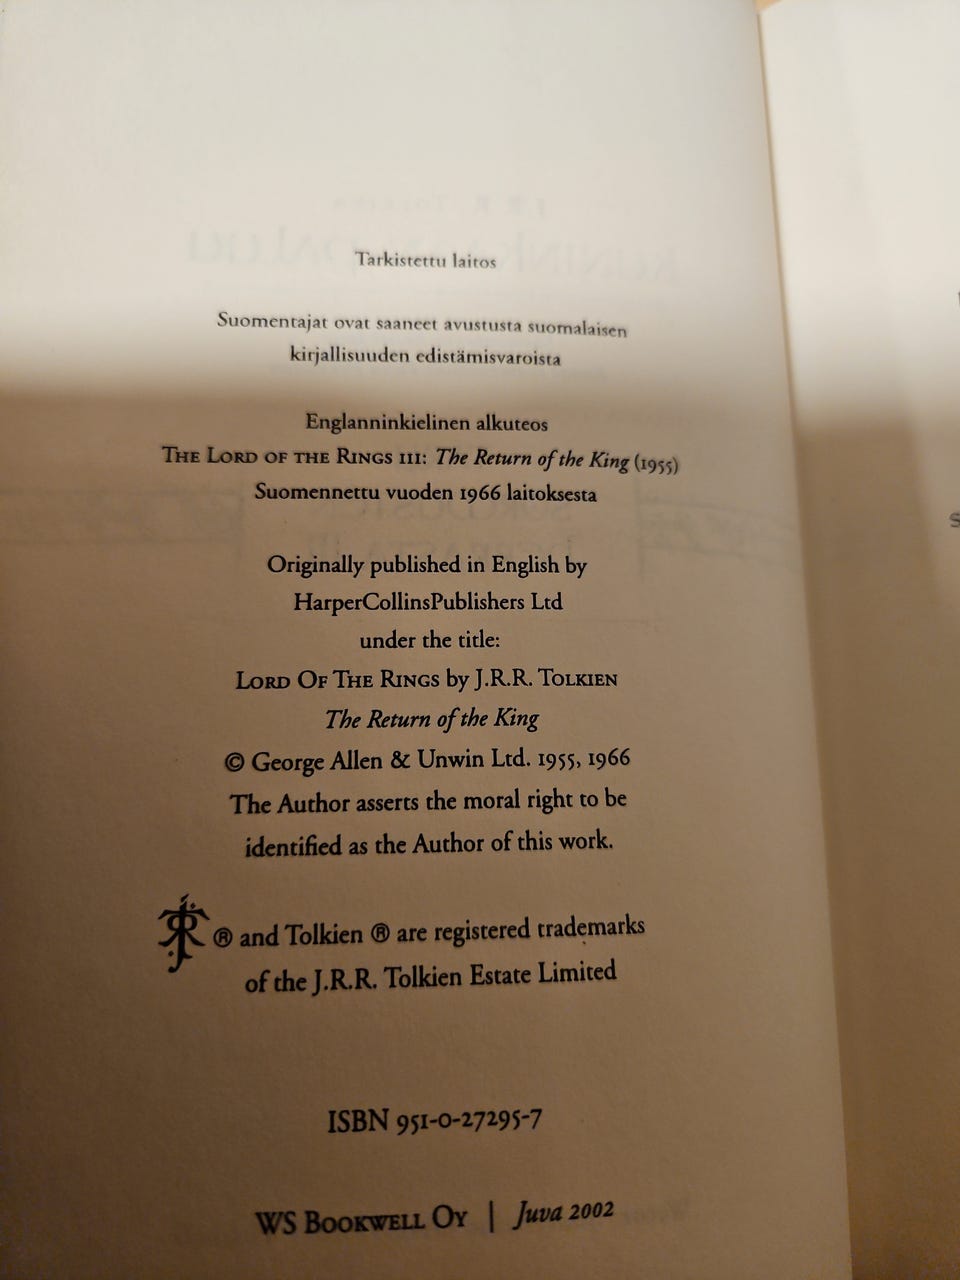 Tarkistettu laitos
Suomentajat ovat saaneet avustusta suomalaisen
kirjallisuuden edistämisvaroista
Englanninkielinen alkuteos
THE LORD OF THE RINGS III: The Return of the King (1955)
Suomennettu vuoden 1966 laitoksesta
Originally published in English by
HarperCollinsPublishers Ltd
under the title:
LORD OF THE RINGS by J.R.R. TOLKIEN
The Return of the King
© George Allen & Unwin Ltd. 1955, 1966
The Author asserts the moral right to be
identified as the Author of this work.
® and Tolkien ® are registered trademarks
of the J.R.R. Tolkien Estate Limited
ISBN 951-0-27295-7
WS BOOKWELL OY | Juva 2002